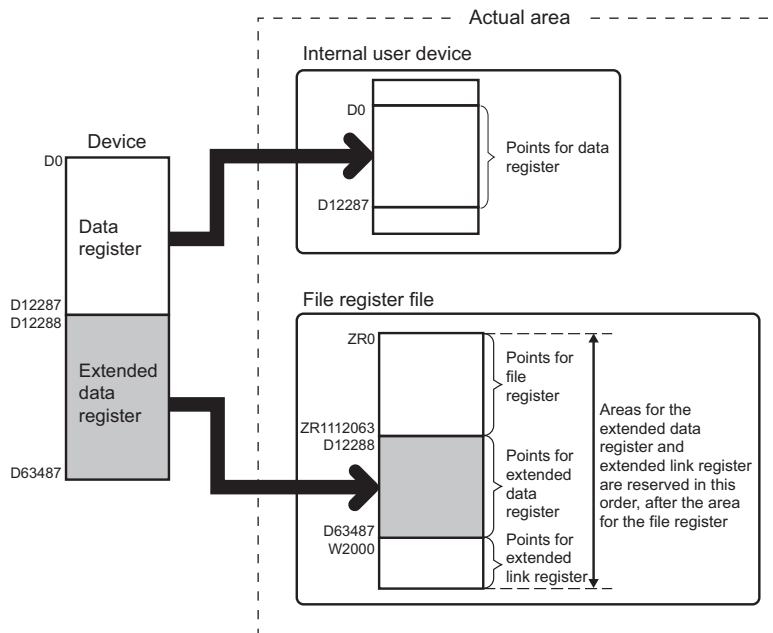 Actual area
Internal user device
D0
Points for data
register
D12287
Device
D0
Data
register
D12287
D12288
Extended
data
register
D63487
File register file
ZR0
Points for
file
register
ZR1112063
D12288
Points for
extended
data
register
D63487
W2000
Points for
extended
link register
Areas for the
extended data
register and
extended link register
are reserved in this
order, after the area
for the file register